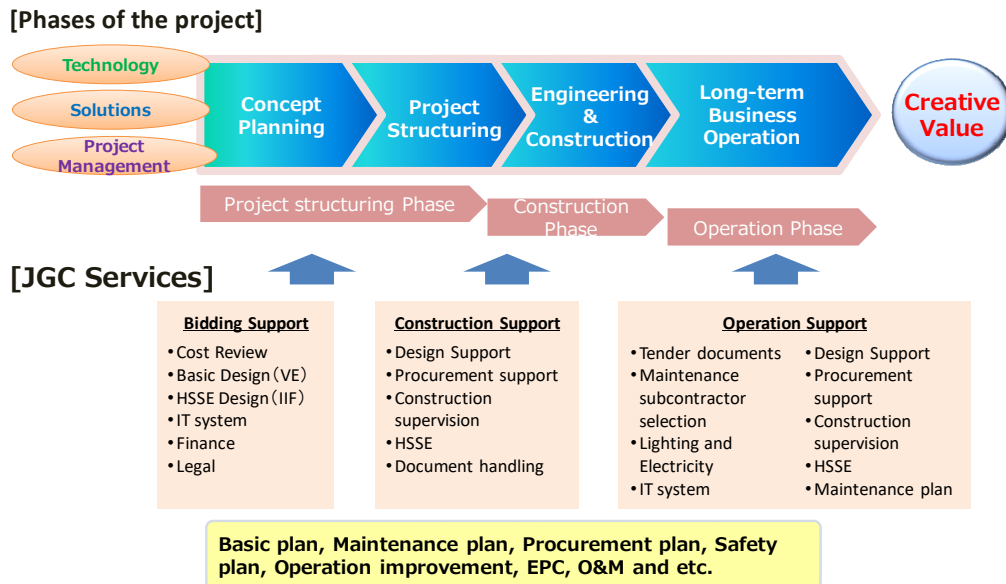 [Phases of the project]
Technology
Solutions
Project
Management
Concept
Planning
Project
Structuring
Engineering
&
Construction
Long-term
Business
Operation
Creative
Value
Project structuring Phase
Construction
Phase
Operation Phase
[JGC Services]
Bidding Support
•Cost Review
•Basic Design(VE)
•HSSE Design(IIF)
•IT system
•Finance
•Legal
Construction Support
•Design Support
•Procurement support
•Construction
supervision
•HSSE
•Document handling
Operation Support
•Tender documents
•Maintenance
subcontractor
selection
•Lighting and
Electricity
•IT system
•Design Support
•Procurement
support
•Construction
supervision
•HSSE
•Maintenance plan
Basic plan, Maintenance plan, Procurement plan, Safety
plan, Operation improvement, EPC, O&M and etc.